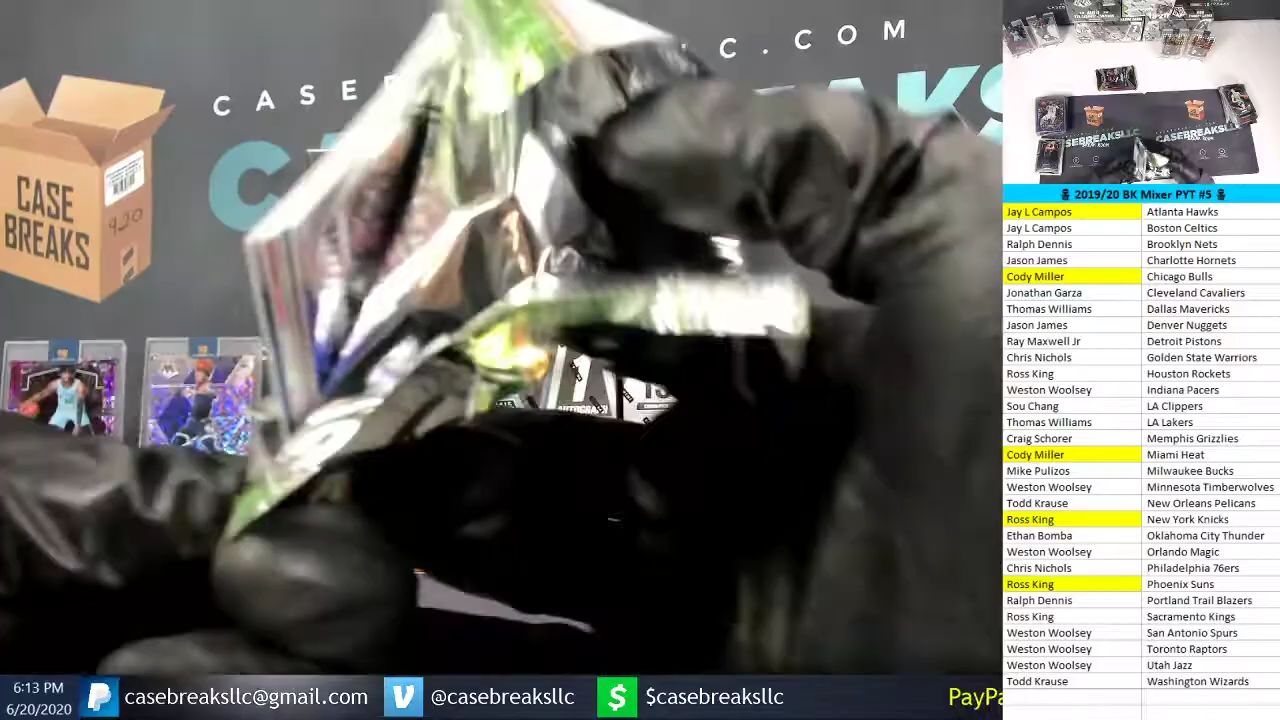 CASE
C.COM
C
EAKS
CASE
BREAKS
920
AUTOGRAPH
CASEBREAKSLLC
2019/20 BK Mixer PYT #5
Jay L Campos Atlanta Hawks
Jay L Campos Boston Celtics
Ralph Dennis Brooklyn Nets
Jason James Charlotte Hornets
Cody Miller Chicago Bulls
Jonathan Garza Cleveland Cavaliers
Thomas Williams Dallas Mavericks
Jason James Denver Nuggets
Ray Maxwell Jr Detroit Pistons
Chris Nichols Golden State Warriors
Ross King Houston Rockets
Weston Woolsey Indiana Pacers
Sou Chang LA Clippers
Thomas Williams LA Lakers
Craig Schorer Memphis Grizzlies
Cody Miller Miami Heat
Mike Pulizos Milwaukee Bucks
Weston Woolsey Minnesota Timberwolves
Todd Krause New Orleans Pelicans
Ross King New York Knicks
Ethan Bomba Oklahoma City Thunder
Weston Woolsey Orlando Magic
Chris Nichols Philadelphia 76ers
Ross King Phoenix Suns
Ralph Dennis Portland Trail Blazers
Ross King Sacramento Kings
Weston Woolsey San Antonio Spurs
Weston Woolsey Toronto Raptors
Weston Woolsey Utah Jazz
Todd Krause Washington Wizards
6:13 PM
6/20/2020
casebreaksllc@gmail.com @casebreaksllc $casebreaksllc PayPa